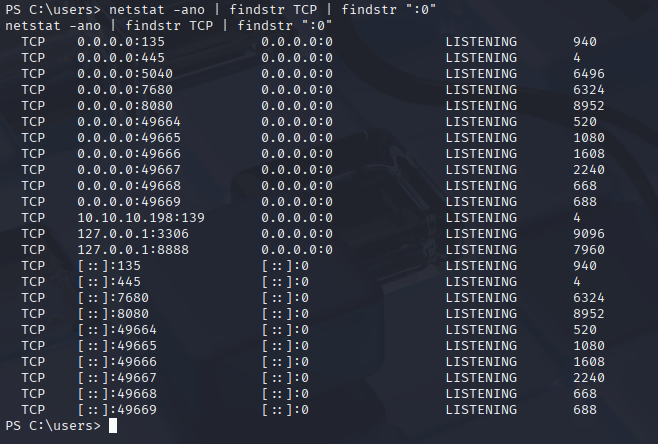 PS C:\users> netstat -ano | findstr TCP | findstr ":0"
netstat -ano | findstr TCP | findstr ":0"
  TCP    0.0.0.0:135            0.0.0.0:0              LISTENING       940
  TCP    0.0.0.0:445            0.0.0.0:0              LISTENING       4
  TCP    0.0.0.0:5040           0.0.0.0:0              LISTENING       6496
  TCP    0.0.0.0:7680           0.0.0.0:0              LISTENING       6324
  TCP    0.0.0.0:8080           0.0.0.0:0              LISTENING       8952
  TCP    0.0.0.0:49664          0.0.0.0:0              LISTENING       520
  TCP    0.0.0.0:49665          0.0.0.0:0              LISTENING       1080
  TCP    0.0.0.0:49666          0.0.0.0:0              LISTENING       1608
  TCP    0.0.0.0:49667          0.0.0.0:0              LISTENING       2240
  TCP    0.0.0.0:49668          0.0.0.0:0              LISTENING       668
  TCP    0.0.0.0:49669          0.0.0.0:0              LISTENING       688
  TCP    10.10.10.198:139       0.0.0.0:0              LISTENING       4
  TCP    127.0.0.1:3306         0.0.0.0:0              LISTENING       9096
  TCP    127.0.0.1:8888         0.0.0.0:0              LISTENING       7960
  TCP    [::]:135               [::]:0                 LISTENING       940
  TCP    [::]:445               [::]:0                 LISTENING       4
  TCP    [::]:7680              [::]:0                 LISTENING       6324
  TCP    [::]:8080              [::]:0                 LISTENING       8952
  TCP    [::]:49664             [::]:0                 LISTENING       520
  TCP    [::]:49665             [::]:0                 LISTENING       1080
  TCP    [::]:49666             [::]:0                 LISTENING       1608
  TCP    [::]:49667             [::]:0                 LISTENING       2240
  TCP    [::]:49668             [::]:0                 LISTENING       668
  TCP    [::]:49669             [::]:0                 LISTENING       688
PS C:\users>